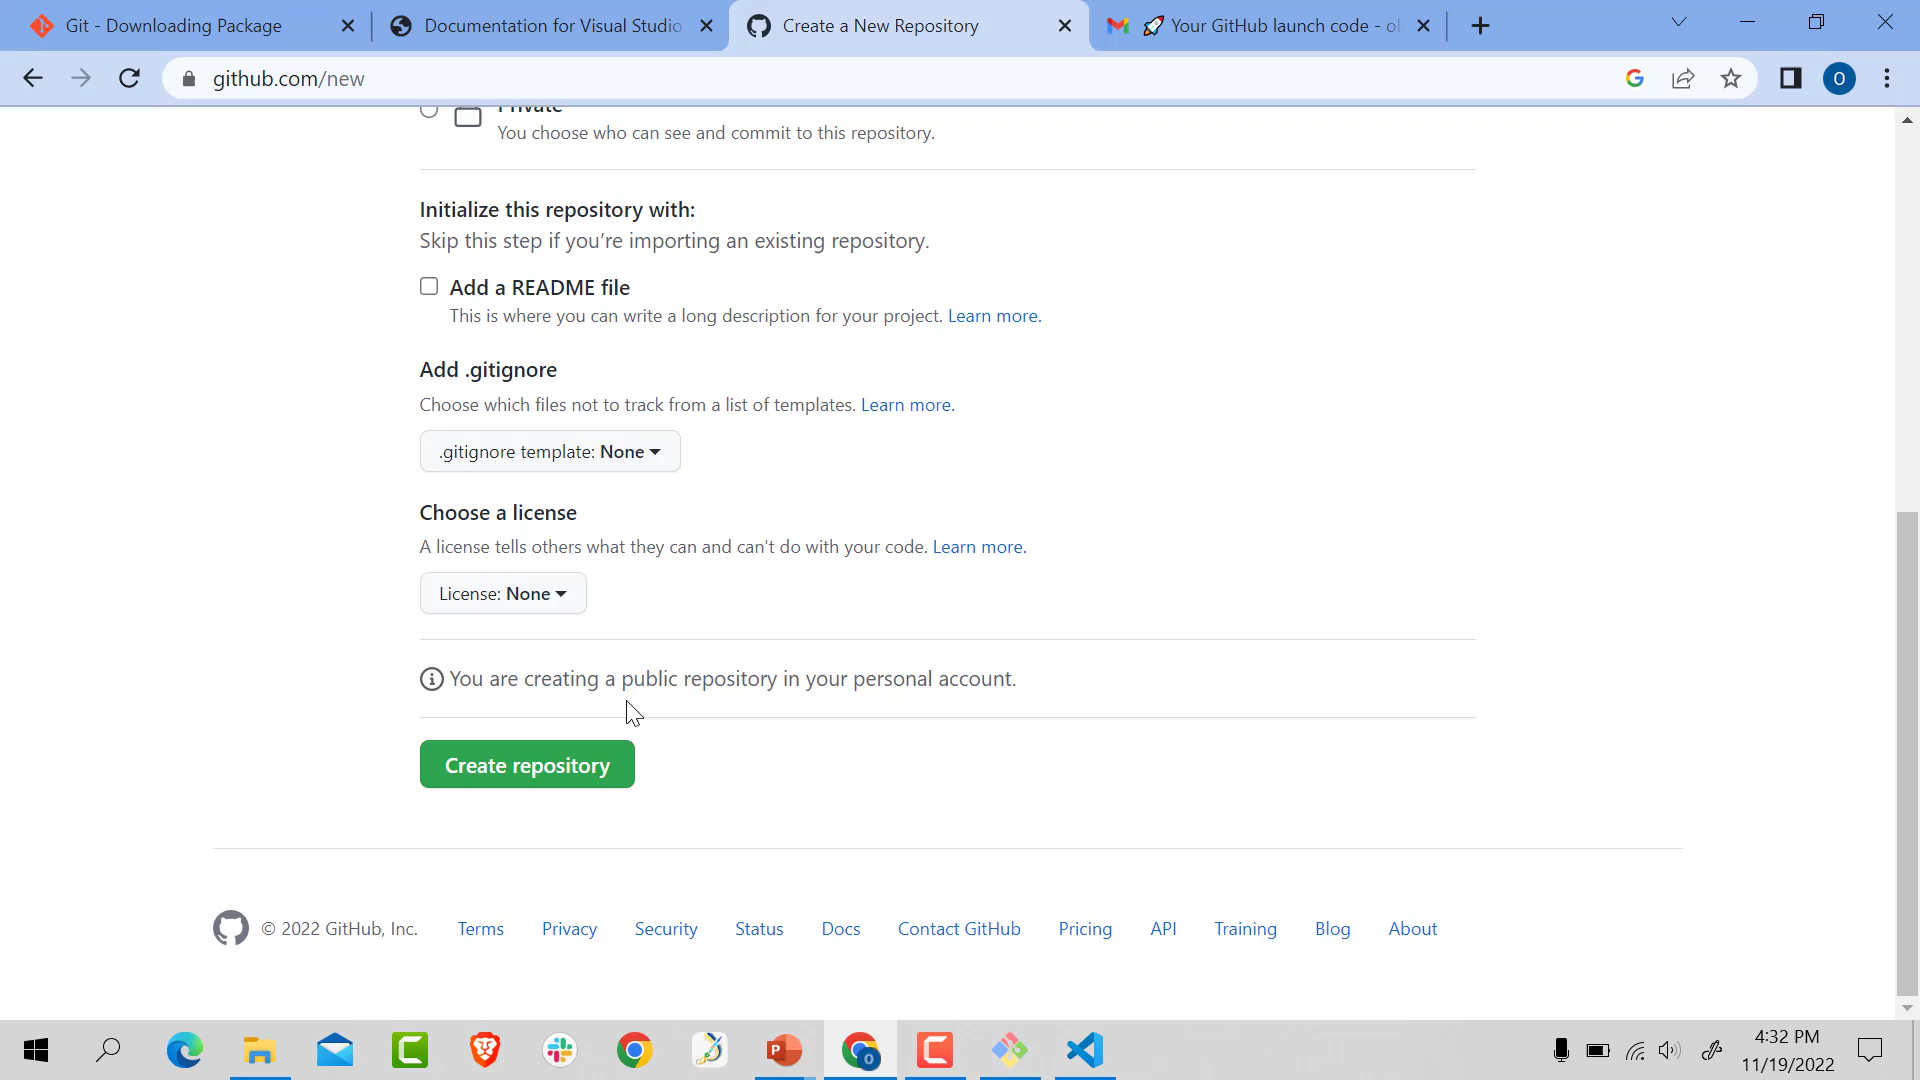 Git - Downloading Package
Documentation for Visual Studio
Create a New Repository
🚀 Your GitHub launch code - ol
github.com/new
O
Private
You choose who can see and commit to this repository.
Initialize this repository with:
Skip this step if you're importing an existing repository.
Add a README file
This is where you can write a long description for your project. Learn more.
Add .gitignore
Choose which files not to track from a list of templates. Learn more.
.gitignore template: None
Choose a license
A license tells others what they can and can't do with your code. Learn more.
License: None
You are creating a public repository in your personal account.
Create repository
© 2022 GitHub, Inc. Terms Privacy Security Status Docs Contact GitHub Pricing API Training Blog About
4:32 PM
11/19/2022